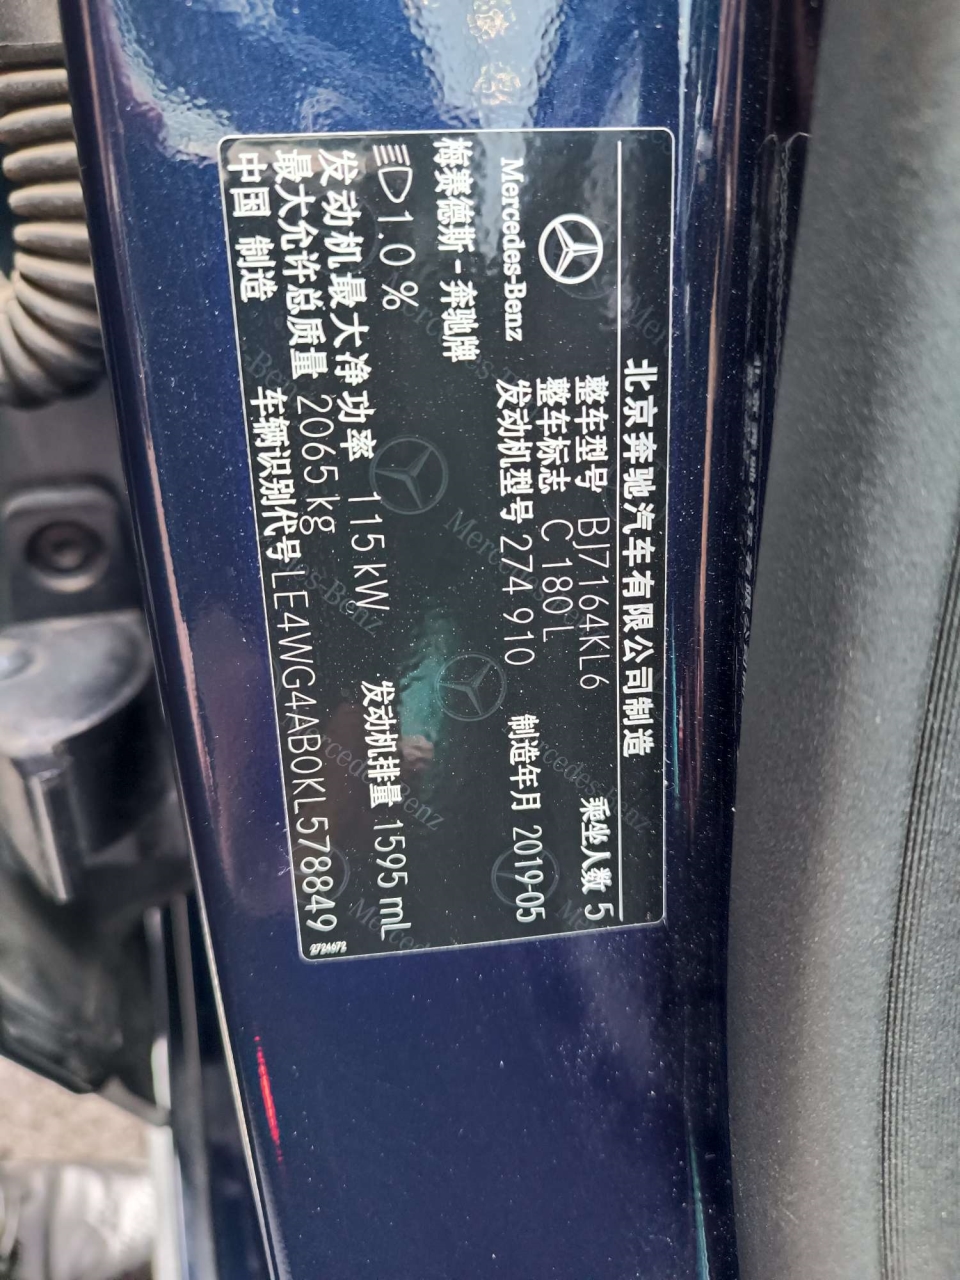 北京奔驰汽车有限公司制造
Mercedes-Benz
梅赛德斯-奔驰牌
整车型号 BJ7164KL6 乘坐人数 5
整车标志 C 180 L
发动机型号 274 910 制造年月 2019-05
1.0 %
发动机最大净功率 115 kW 发动机排量 1595 mL
最大允许总质量 2065 kg
中国 制造 车辆识别代号 LE4WG4AB0KL578849
2724672